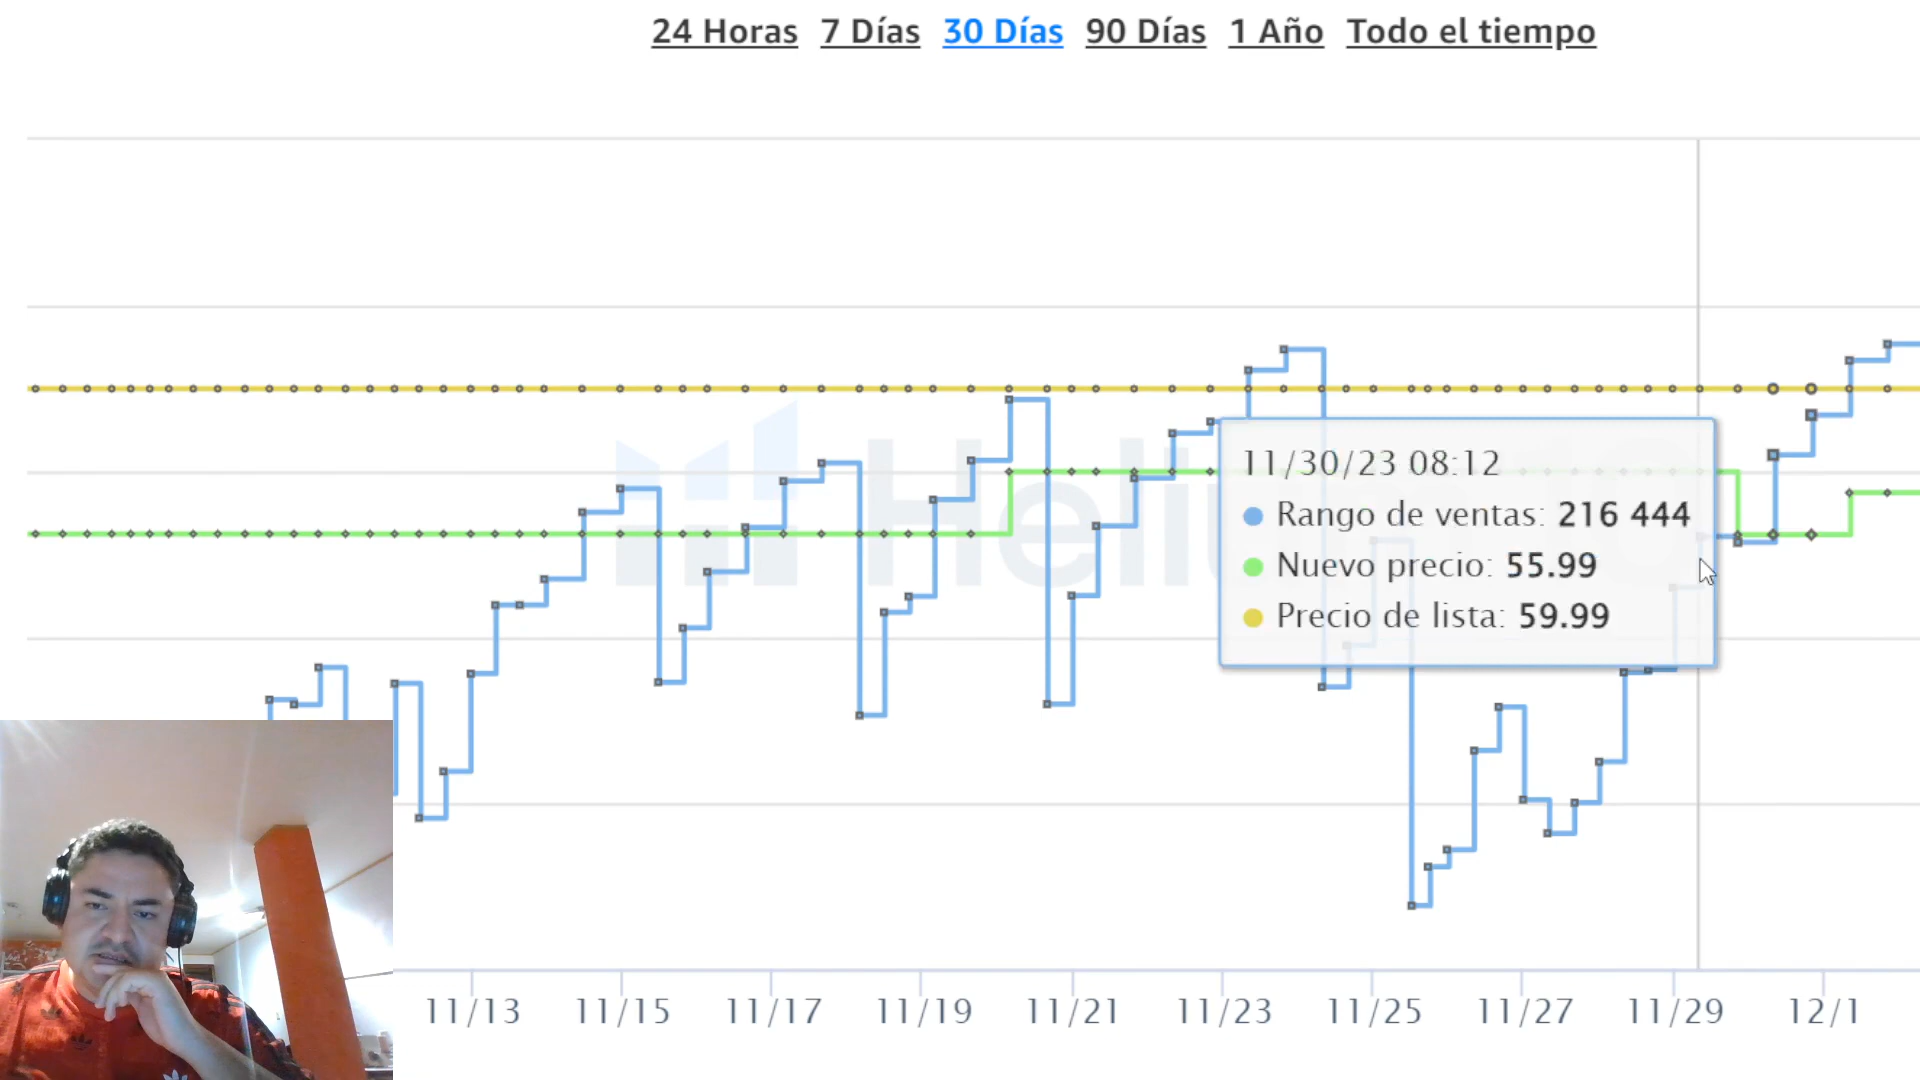 24 Horas 7 Días 30 Días 90 Días 1 Año Todo el tiempo
11/30/23 08:12
Rango de ventas: 216 444
Nuevo precio: 55.99
Precio de lista: 59.99
11/13 11/15 11/17 11/19 11/21 11/23 11/25 11/27 11/29 12/1